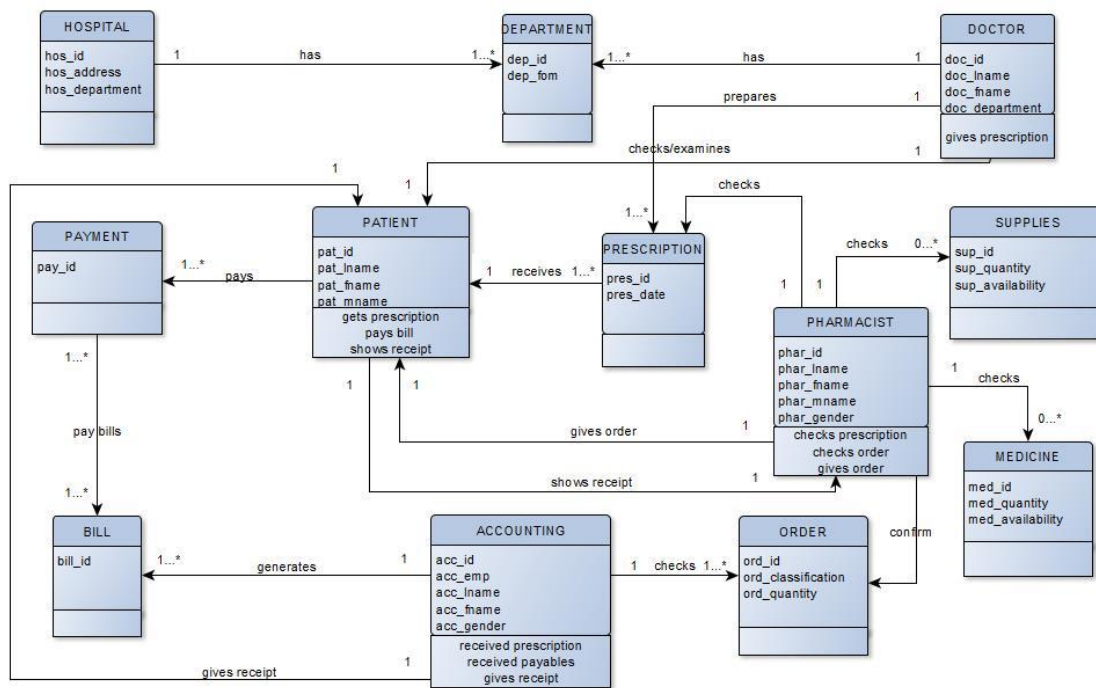 HOSPITAL
hos_id
hos_address
hos_department
1
has
1...*
DEPARTMENT
dep_id
dep_fom
1...*
has
1
DOCTOR
doc_id
doc_lname
doc_fname
doc_department
gives prescription
prepares
1
1...*
checks/examines
1
1
1
PATIENT
pat_id
pat_lname
pat_fname
pat_mname
gets prescription
pays bill
shows receipt
PAYMENT
pay_id
1...*
pays
1
receives
1...*
PRESCRIPTION
pres_id
pres_date
checks
1
SUPPLIES
sup_id
sup_quantity
sup_availability
checks
0...*
1
PHARMACIST
phar_id
phar_lname
phar_fname
phar_mname
phar_gender
checks prescription
checks order
gives order
1
checks
0...*
MEDICINE
med_id
med_quantity
med_availability
1...*
pay bills
1...*
1
1
gives order
1
shows receipt
1
confirm
BILL
bill_id
1...*
generates
1
ACCOUNTING
acc_id
acc_emp
acc_lname
acc_fname
acc_gender
received prescription
received payables
gives receipt
1
checks
1...*
ORDER
ord_id
ord_classification
ord_quantity
gives receipt
1